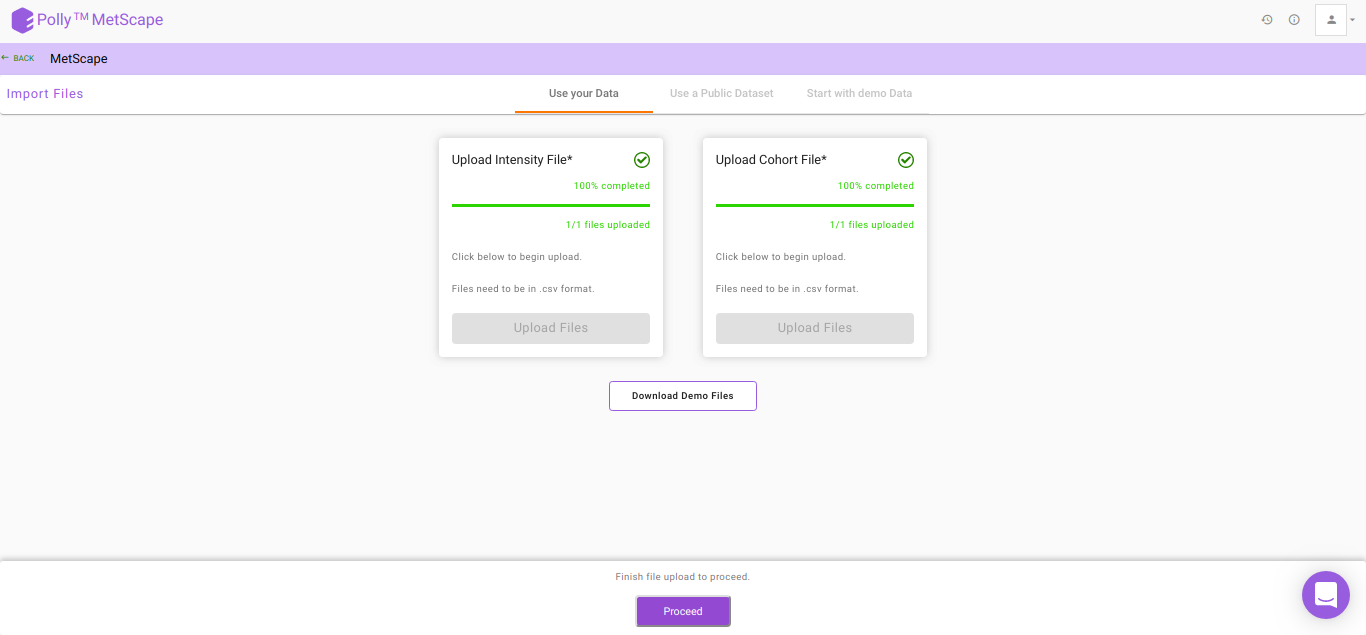 Polly™ MetScape
← BACK MetScape
Import Files
Use your Data Use a Public Dataset Start with demo Data
Upload Intensity File*
100% completed
1/1 files uploaded
Click below to begin upload.
Files need to be in .csv format.
Upload Files
Upload Cohort File*
100% completed
1/1 files uploaded
Click below to begin upload.
Files need to be in .csv format.
Upload Files
Download Demo Files
Finish file upload to proceed.
Proceed